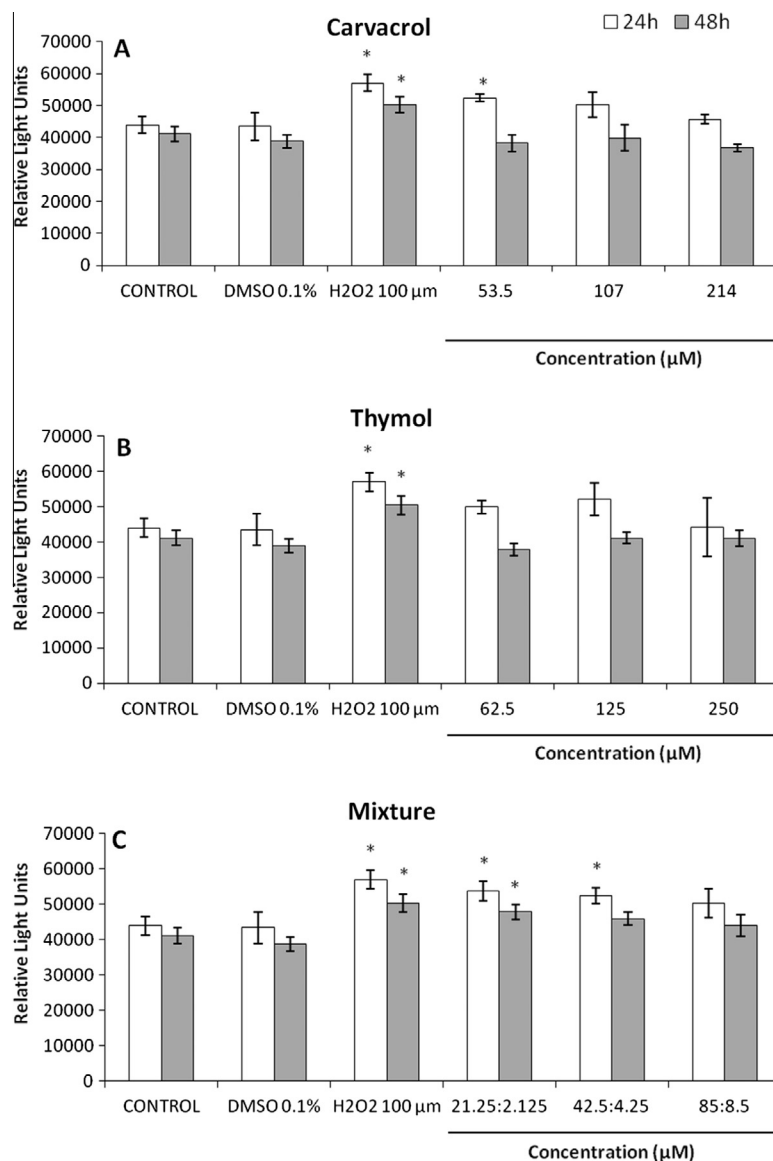 Carvacrol
24h 48h
A
Relative Light Units
70000
*
60000
* *
50000
40000
30000
20000
10000
0
CONTROL DMSO 0.1% H2O2 100 µm 53.5 107 214
Concentration (µM)
Thymol
B
Relative Light Units
70000
*
60000
*
50000
40000
30000
20000
10000
0
CONTROL DMSO 0.1% H2O2 100 µm 62.5 125 250
Concentration (µM)
Mixture
C
Relative Light Units
70000
* * *
60000
* *
50000
40000
30000
20000
10000
0
CONTROL DMSO 0.1% H2O2 100 µm 21.25:2.125 42.5:4.25 85:8.5
Concentration (µM)